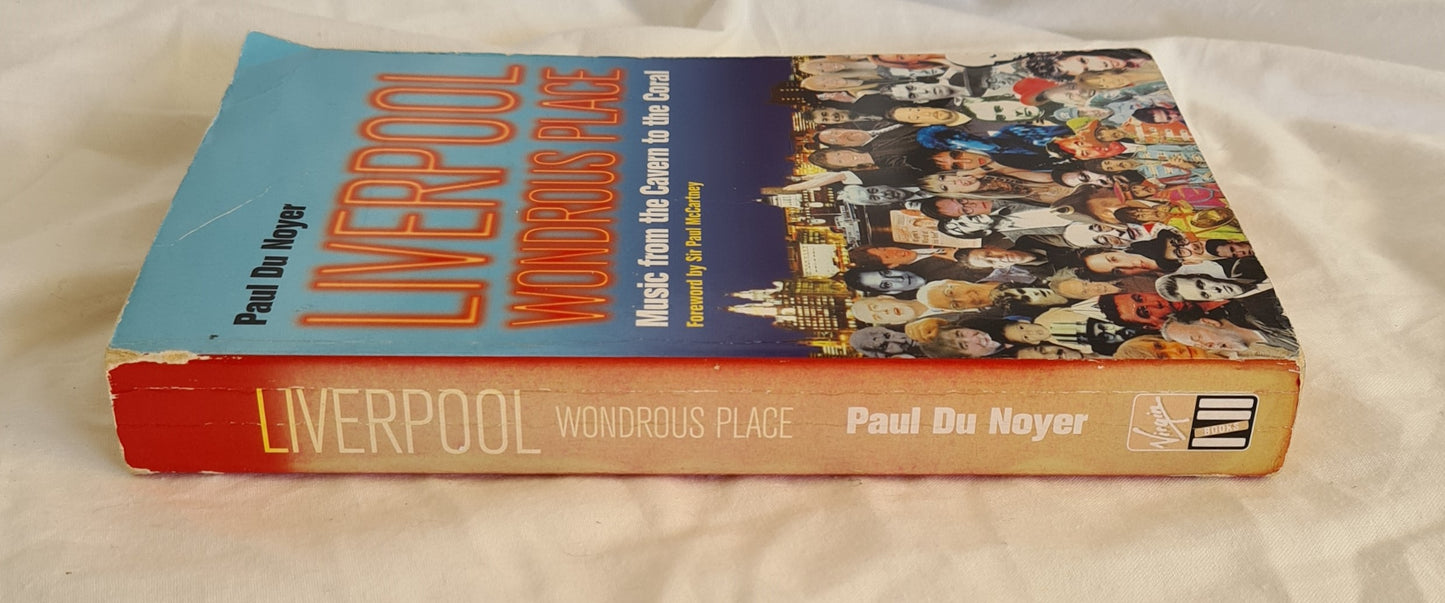 Paul Du Noyer
LIVERPOOL
WONDROUS PLACE
Music from the Cavern to the Coral
Foreword by Sir Paul McCartney
LIVERPOOL WONDROUS PLACE Paul Du Noyer Virgin BOOKS